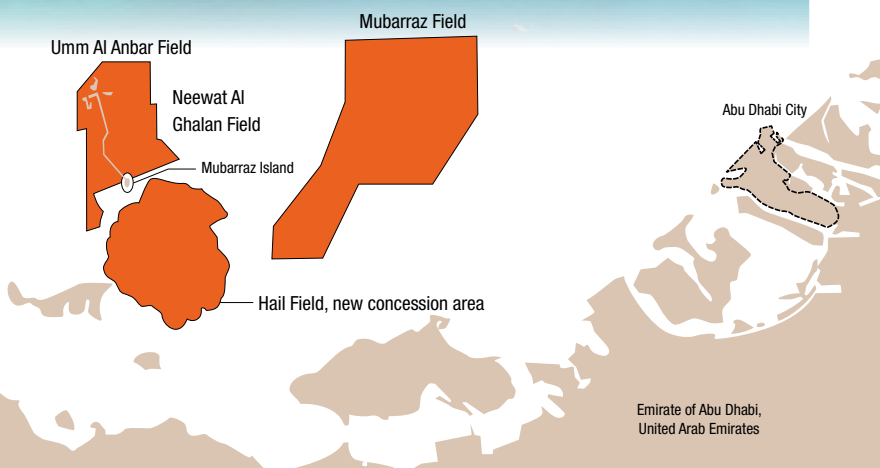 Mubarraz Field
Umm Al Anbar Field
Neewat Al
Ghalan Field
Abu Dhabi City
Mubarraz Island
Hail Field, new concession area
Emirate of Abu Dhabi,
United Arab Emirates